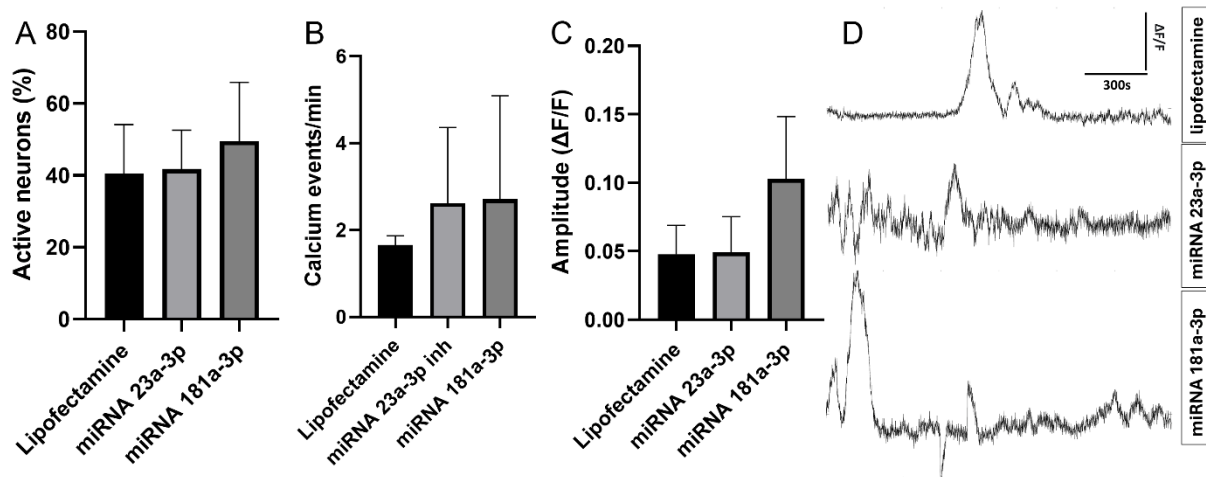 A
Active neurons (%)
80
60
40
20
0
Lipofectamine
miRNA 23a-3p
miRNA 181a-3p
B
Calcium events/min
6
4
2
0
Lipofectamine
miRNA 23a-3p inh
miRNA 181a-3p
C
Amplitude (ΔF/F)
0.20
0.15
0.10
0.05
0.00
Lipofectamine
miRNA 23a-3p
miRNA 181a-3p
D
ΔF/F
300s
lipofectamine
miRNA 23a-3p
miRNA 181a-3p